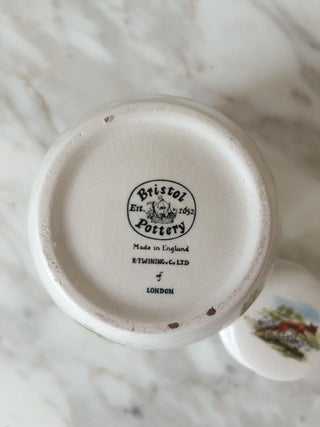 Bristol
Est. 1652
Pottery
Made in England
R·TWINING & Co. LTD
of
LONDON